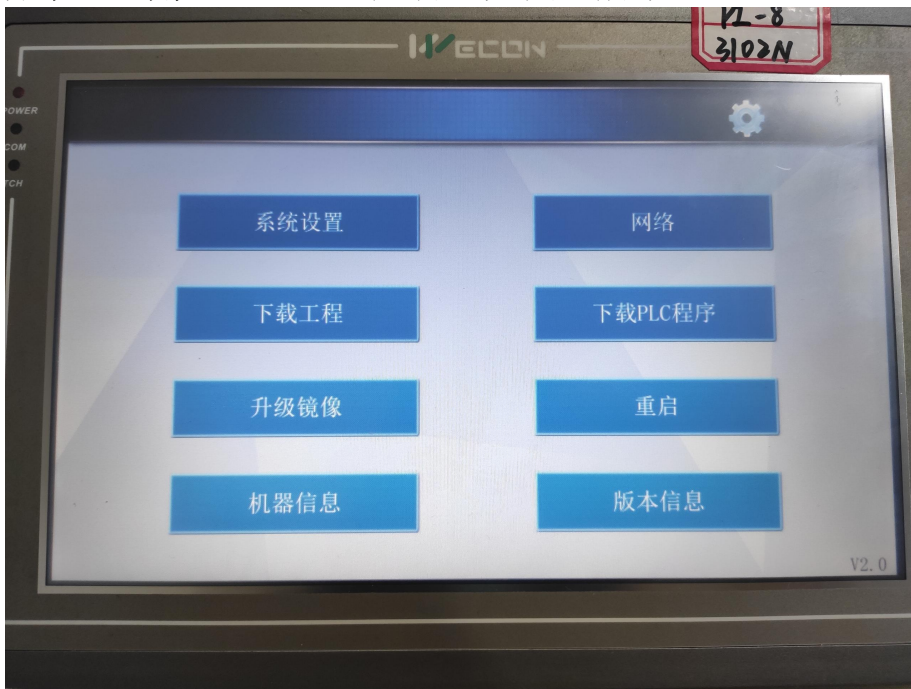 PI-8
3102N
WECON
POWER
COM
系统设置
网络
下载工程
下载PLC程序
升级镜像
重启
机器信息
版本信息
V2.0